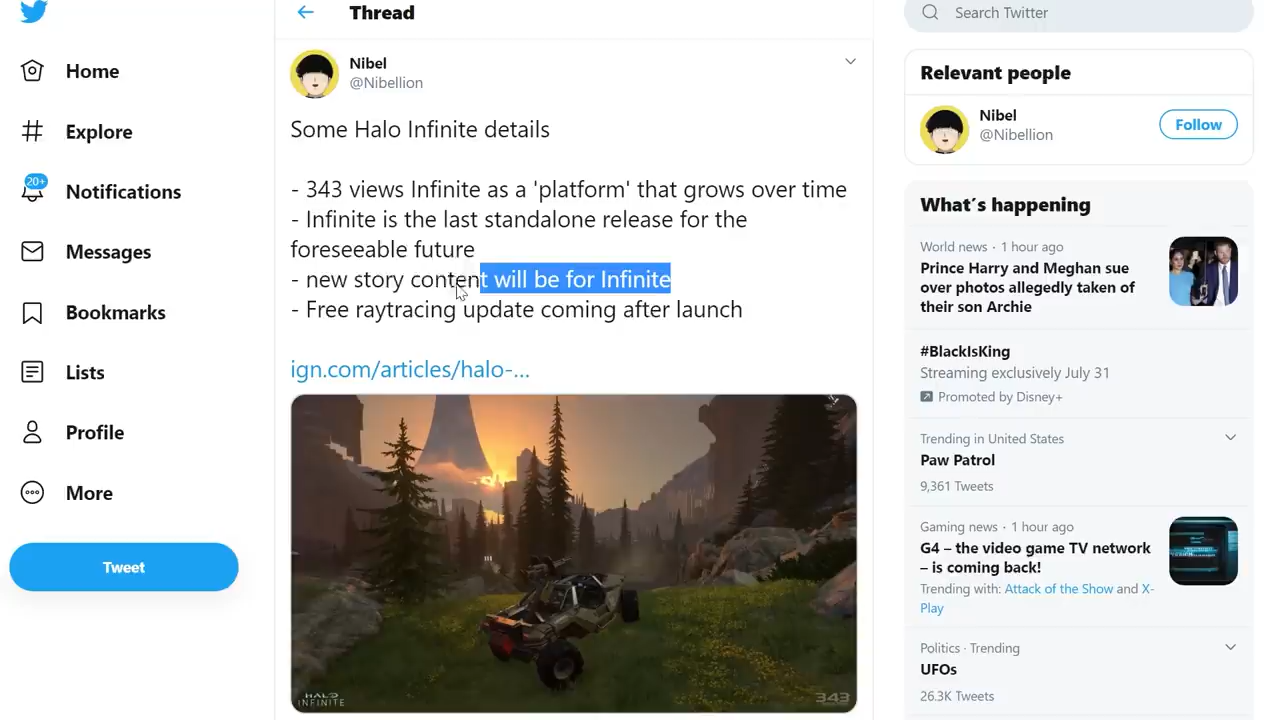 Home
Explore
20+
Notifications
Messages
Bookmarks
Lists
Profile
More
Tweet
Thread
Nibel
@Nibellion
Some Halo Infinite details
- 343 views Infinite as a 'platform' that grows over time
- Infinite is the last standalone release for the
foreseeable future
- new story content will be for Infinite
- Free raytracing update coming after launch
ign.com/articles/halo-...
HALO
INFINITE
343
Search Twitter
Relevant people
Nibel
@Nibellion
Follow
What's happening
World news · 1 hour ago
Prince Harry and Meghan sue
over photos allegedly taken of
their son Archie
#BlackIsKing
Streaming exclusively July 31
Promoted by Disney+
Trending in United States
Paw Patrol
9,361 Tweets
Gaming news · 1 hour ago
G4 – the video game TV network
– is coming back!
Trending with: Attack of the Show and X-
Play
Politics · Trending
UFOs
26.3K Tweets